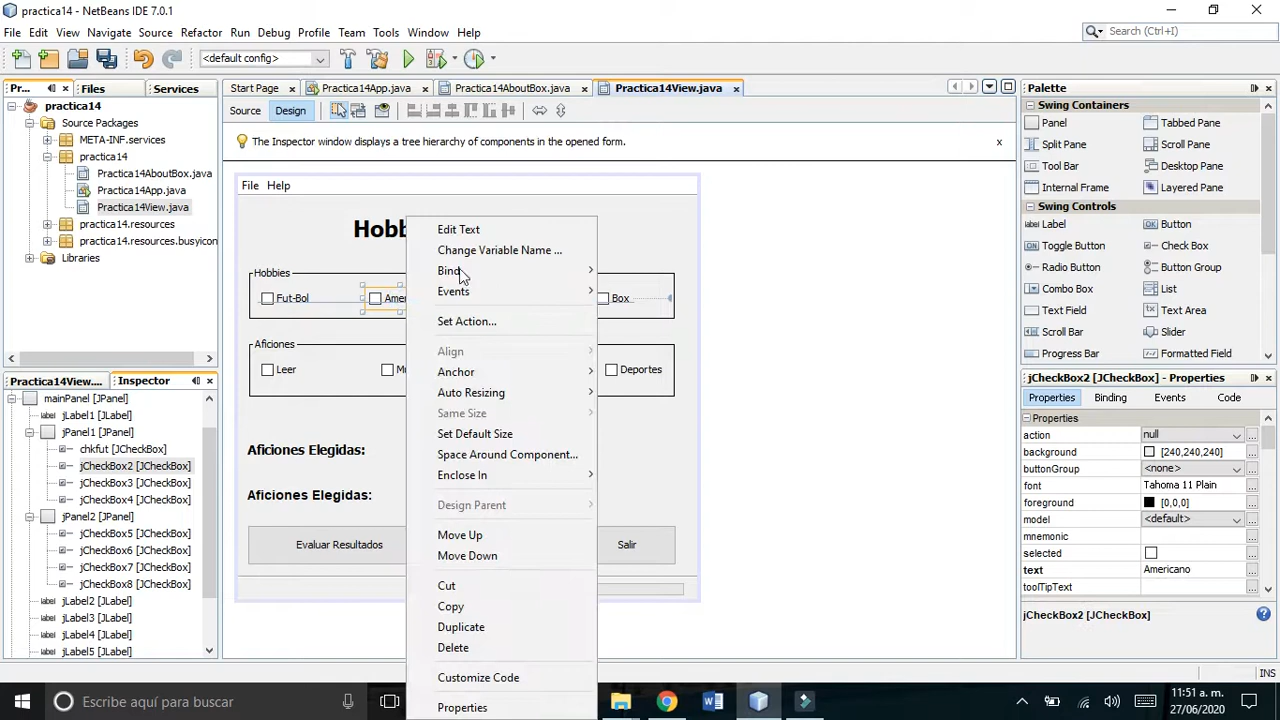 practica14 - NetBeans IDE 7.0.1
File Edit View Navigate Source Refactor Run Debug Profile Team Tools Window Help
Search (Ctrl+I)
<default config>
Pr... Files Services
Start Page Practica14App.java Practica14AboutBox.java Practica14View.java
Palette
practica14
Source Packages
META-INF.services
practica14
Practica14AboutBox.java
Practica14App.java
Practica14View.java
practica14.resources
practica14.resources.busyicon
Libraries
Source Design
The Inspector window displays a tree hierarchy of components in the opened form.
x
File Help
Hobb
Hobbies
Fut-Bol
Amer
Box
Aficiones
Leer
Mú
Deportes
Aficiones Elegidas:
Aficiones Elegidas:
Evaluar Resultados
Salir
Edit Text
Change Variable Name ...
Bind
Events
Set Action...
Align
Anchor
Auto Resizing
Same Size
Set Default Size
Space Around Component...
Enclose In
Design Parent
Move Up
Move Down
Cut
Copy
Duplicate
Delete
Customize Code
Properties
Swing Containers
Panel Tabbed Pane
Split Pane Scroll Pane
Tool Bar Desktop Pane
Internal Frame Layered Pane
Swing Controls
Label Button
Toggle Button Check Box
Radio Button Button Group
Combo Box List
Text Field Text Area
Scroll Bar Slider
Progress Bar Formatted Field
Practica14View.... Inspector
mainPanel [JPanel]
jLabel1 [JLabel]
jPanel1 [JPanel]
chkfut [JCheckBox]
jCheckBox2 [JCheckBox]
jCheckBox3 [JCheckBox]
jCheckBox4 [JCheckBox]
jPanel2 [JPanel]
jCheckBox5 [JCheckBox]
jCheckBox6 [JCheckBox]
jCheckBox7 [JCheckBox]
jCheckBox8 [JCheckBox]
jLabel2 [JLabel]
jLabel3 [JLabel]
jLabel4 [JLabel]
jLabel5 [JLabel]
jCheckBox2 [JCheckBox] - Properties
Properties Binding Events Code
Properties
action null ...
background [240,240,240] ...
buttonGroup <none> ...
font Tahoma 11 Plain ...
foreground [0,0,0] ...
model <default> ...
mnemonic ...
selected ...
text Americano ...
toolTipText ...
jCheckBox2 [JCheckBox]
INS
Escribe aquí para buscar
11:51 a. m.
27/06/2020